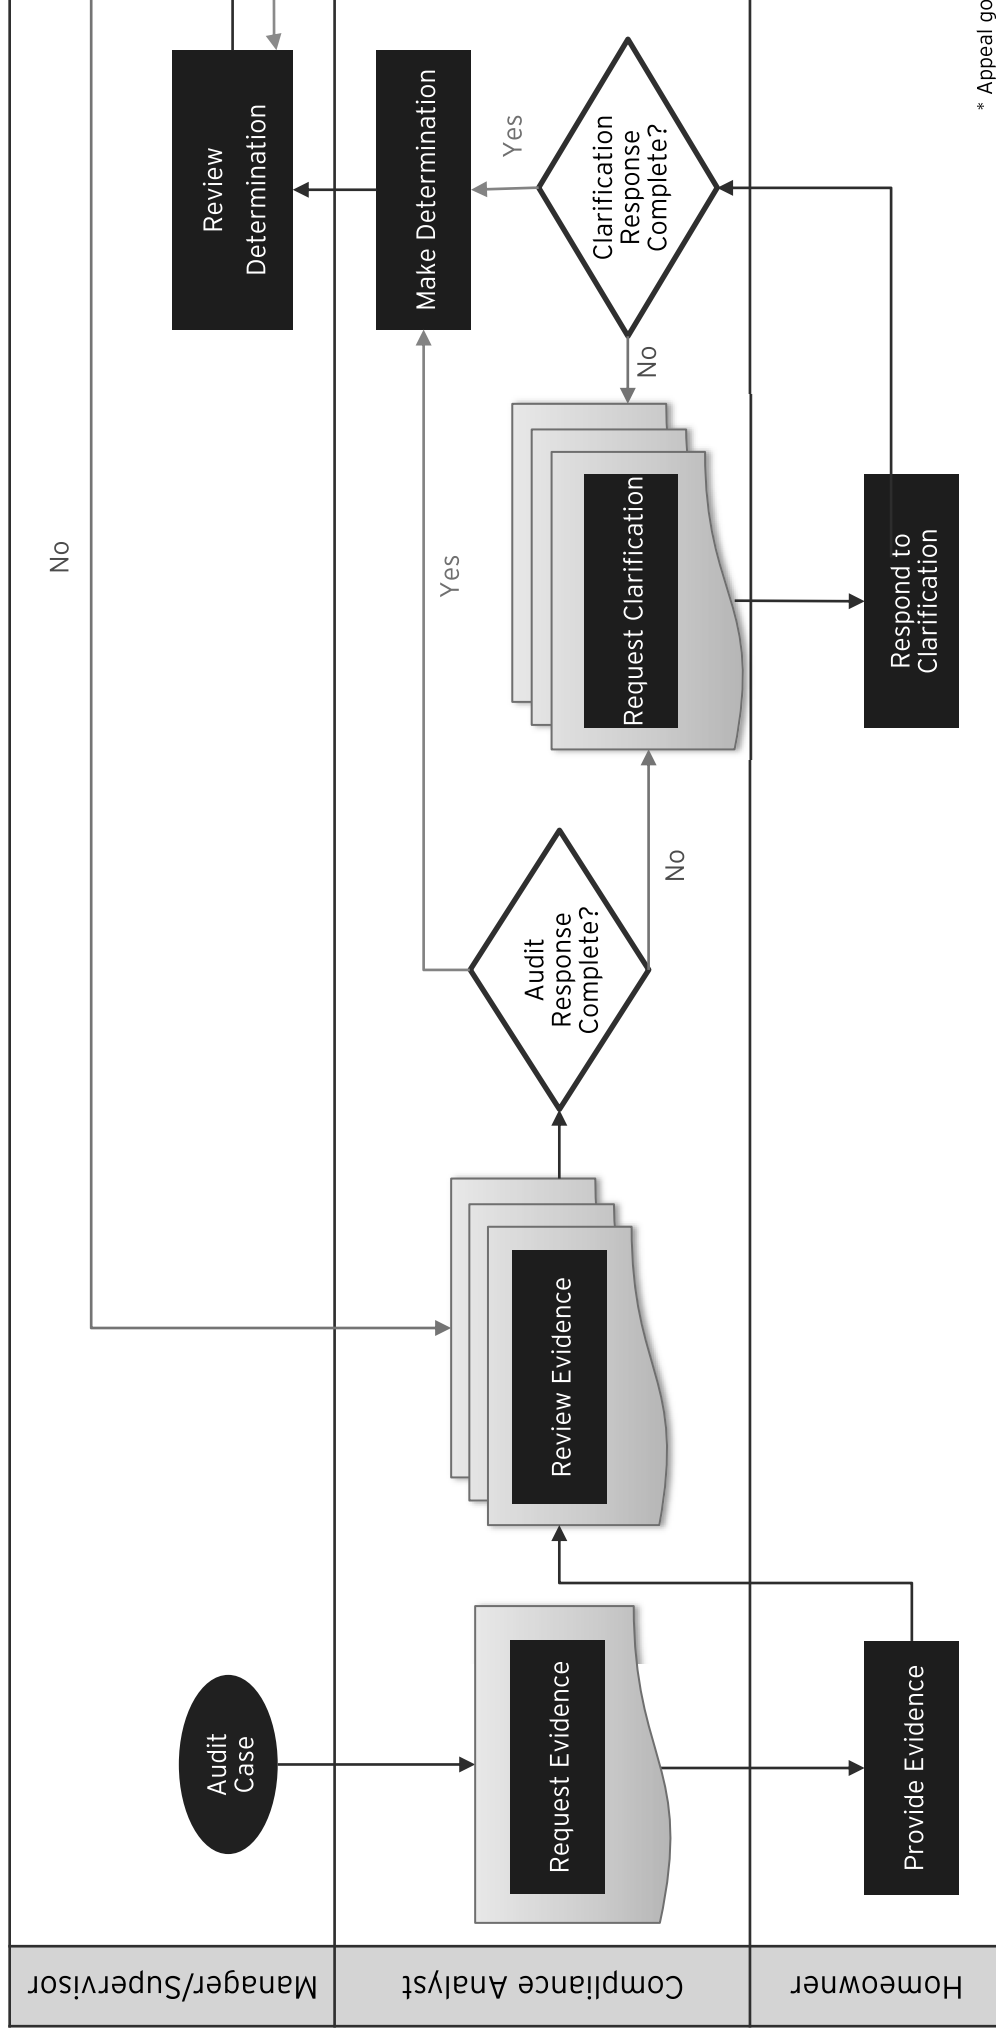 Manager/Supervisor
Compliance Analyst
Homeowner
Audit
Case
Request Evidence
Provide Evidence
Review Evidence
Audit
Response
Complete?
No
Yes
Request Clarification
Respond to
Clarification
No
Clarification
Response
Complete?
Yes
Make Determination
Review
Determination
No
* Appeal go